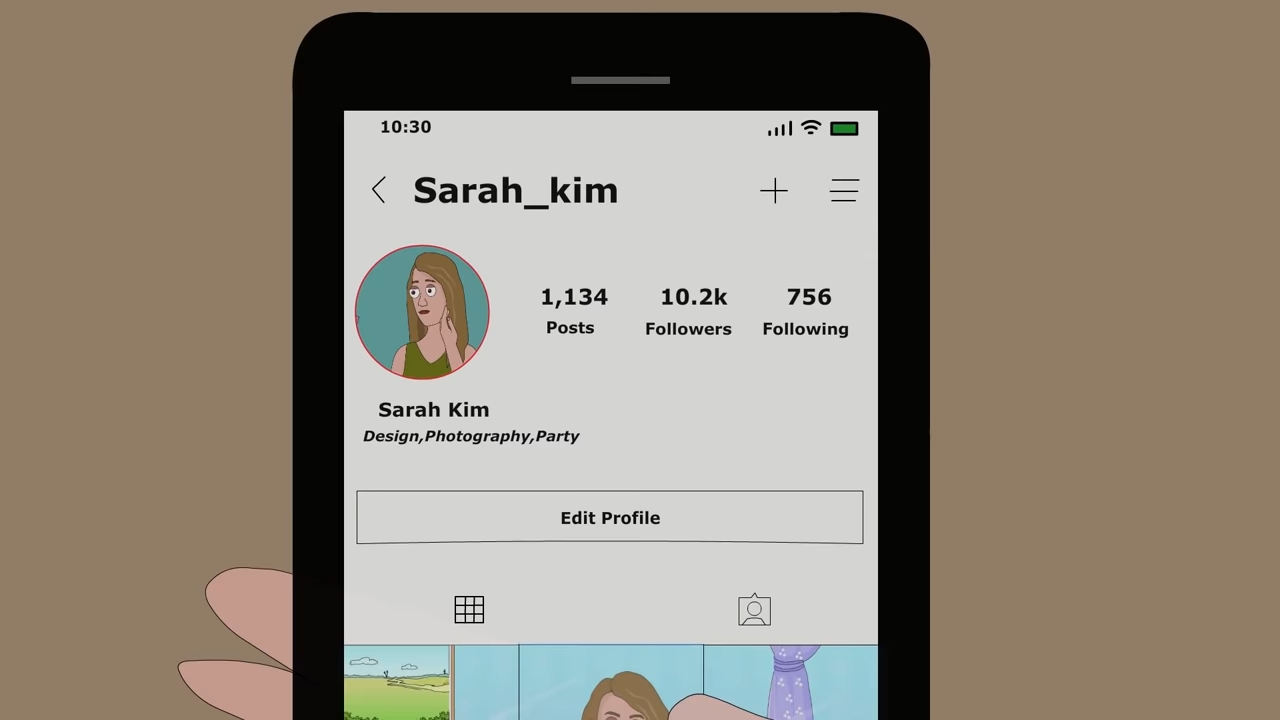 10:30
Sarah_kim
1,134 10.2k 756
Posts Followers Following
Sarah Kim
Design,Photography,Party
Edit Profile